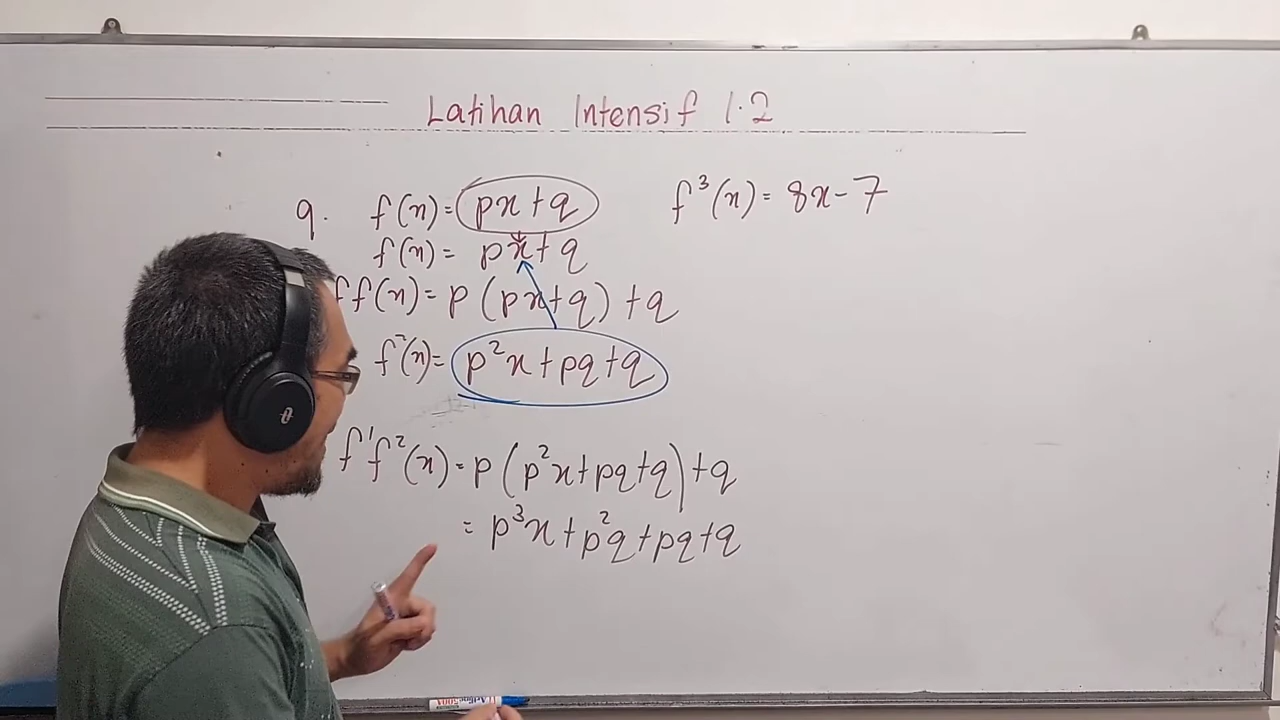 Latihan Intensif 1.2
9. f(x) = px + q
f³(x) = 8x - 7
f(x) = px + q
ff(x) = p(px + q) + q
f²(x) = p²x + pq + q
f¹f²(x) = p(p²x + pq + q) + q
= p³x + p²q + pq + q